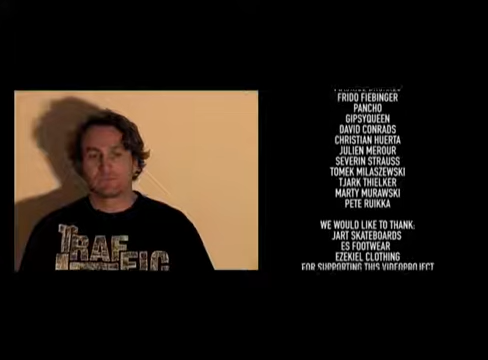 TRAFFIC
FRIDO FIEBINGER
PANCHO
GIPSYQUEEN
DAVID CONRADS
CHRISTIAN HUERTA
JULIEN MEROUR
SEVERIN STRAUSS
TOMEK MILASZEWSKI
TJARK THIELKER
MARTY MURAWSKI
PETE RUIKKA
WE WOULD LIKE TO THANK:
JART SKATEBOARDS
ES FOOTWEAR
EZEKIEL CLOTHING
FOR SUPPORTING THIS VIDEOPROJECT